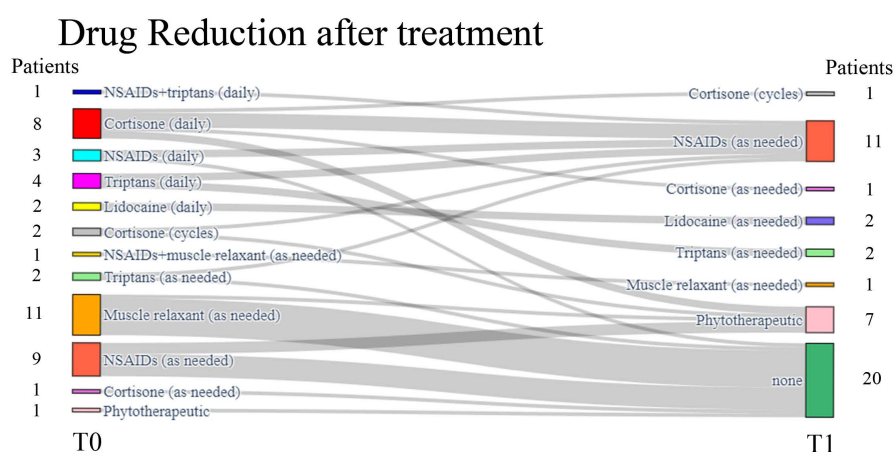 Drug Reduction after treatment
Patients
Patients
1 NSAIDs+triptans (daily)
8 Cortisone (daily)
3 NSAIDs (daily)
4 Triptans (daily)
2 Lidocaine (daily)
2 Cortisone (cycles)
1 NSAIDs+muscle relaxant (as needed)
2 Triptans (as needed)
11 Muscle relaxant (as needed)
9 NSAIDs (as needed)
1 Cortisone (as needed)
1 Phytotherapeutic
T0
Cortisone (cycles) 1
NSAIDs (as needed) 11
Cortisone (as needed) 1
Lidocaine (as needed) 2
Triptans (as needed) 2
Muscle relaxant (as needed) 1
Phytotherapeutic 7
none 20
T1